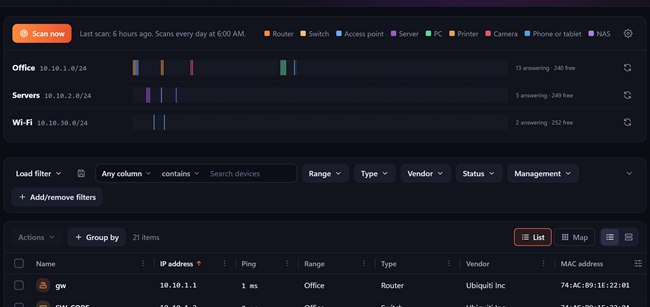 Scan now Last scan: 6 hours ago. Scans every day at 6:00 AM. Router Switch Access point Server PC Printer Camera Phone or tablet NAS
Office 10.10.1.0/24 13 answering · 240 free
Servers 10.10.2.0/24 5 answering · 249 free
Wi-Fi 10.10.30.0/24 2 answering · 252 free
Load filter Any column contains Search devices Range Type Vendor Status Management
+ Add/remove filters
Actions + Group by 21 items List Map
Name IP address ↑ Ping Range Type Vendor MAC address
gw 10.10.1.1 1 ms Office Router Ubiquiti Inc 74:AC:B9:1E:22:01